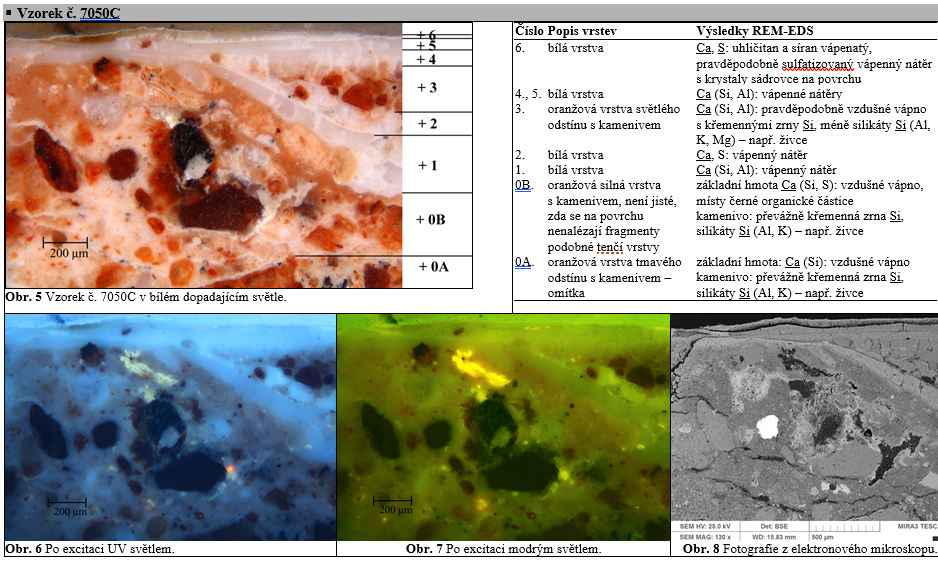 ▪ Vzorek č. 7050C
+ 6
+ 5
+ 4
+ 3
+ 2
+ 1
+ 0B
+ 0A
200 µm
Obr. 5 Vzorek č. 7050C v bílém dopadajícím světle.
Číslo Popis vrstev Výsledky REM-EDS
6. bílá vrstva Ca, S: uhličitan a síran vápenatý,
pravděpodobně sulfatizovaný vápenný nátěr
s krystaly sádrovce na povrchu
4., 5. bílá vrstva Ca (Si, Al): vápenné nátěry
3. oranžová vrstva světlého Ca (Si, Al): pravděpodobně vzdušné vápno
odstínu s kamenivem s křemennými zrny Si, méně silikáty Si (Al,
K, Mg) – např. živce
2. bílá vrstva Ca, S: vápenný nátěr
1. bílá vrstva Ca (Si, Al): vápenný nátěr
0B. oranžová silná vrstva základní hmota Ca (Si, S): vzdušné vápno,
s kamenivem, není jisté, místy černé organické částice
zda se na povrchu kamenivo: převážně křemenná zrna Si,
nenalézají fragmenty silikáty Si (Al, K) – např. živce
podobné tenčí vrstvy
0A. oranžová vrstva tmavého základní hmota: Ca (Si): vzdušné vápno
odstínu s kamenivem – kamenivo: převážně křemenná zrna Si,
omítka silikáty Si (Al, K) – např. živce
200 µm
Obr. 6 Po excitaci UV světlem.
200 µm
Obr. 7 Po excitaci modrým světlem.
SEM HV: 25.0 kV Det: BSE MIRA3 TESC
SEM MAG: 130 x WD: 15.83 mm 500 µm
Obr. 8 Fotografie z elektronového mikroskopu.